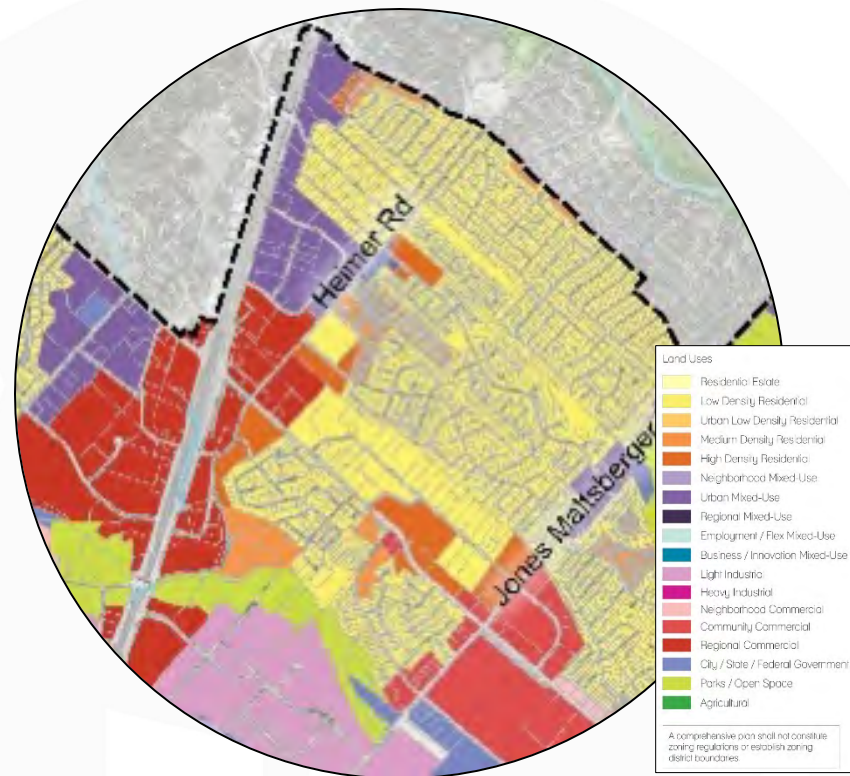 Heimer Rd
Jones Maltsberger
Land Uses
Residential Estate
Low Density Residential
Urban Low Density Residential
Medium Density Residential
High Density Residential
Neighborhood Mixed-Use
Urban Mixed-Use
Regional Mixed-Use
Employment / Flex Mixed-Use
Business / Innovation Mixed-Use
Light Industrial
Heavy Industrial
Neighborhood Commercial
Community Commercial
Regional Commercial
City / State / Federal Government
Parks / Open Space
Agricultural
A comprehensive plan shall not constitute
zoning regulations or establish zoning
district boundaries